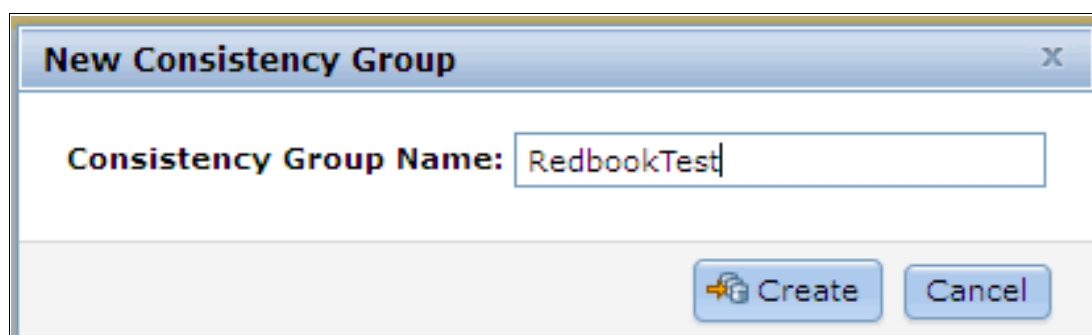 New Consistency Group x
Consistency Group Name: RedbookTest
Create Cancel